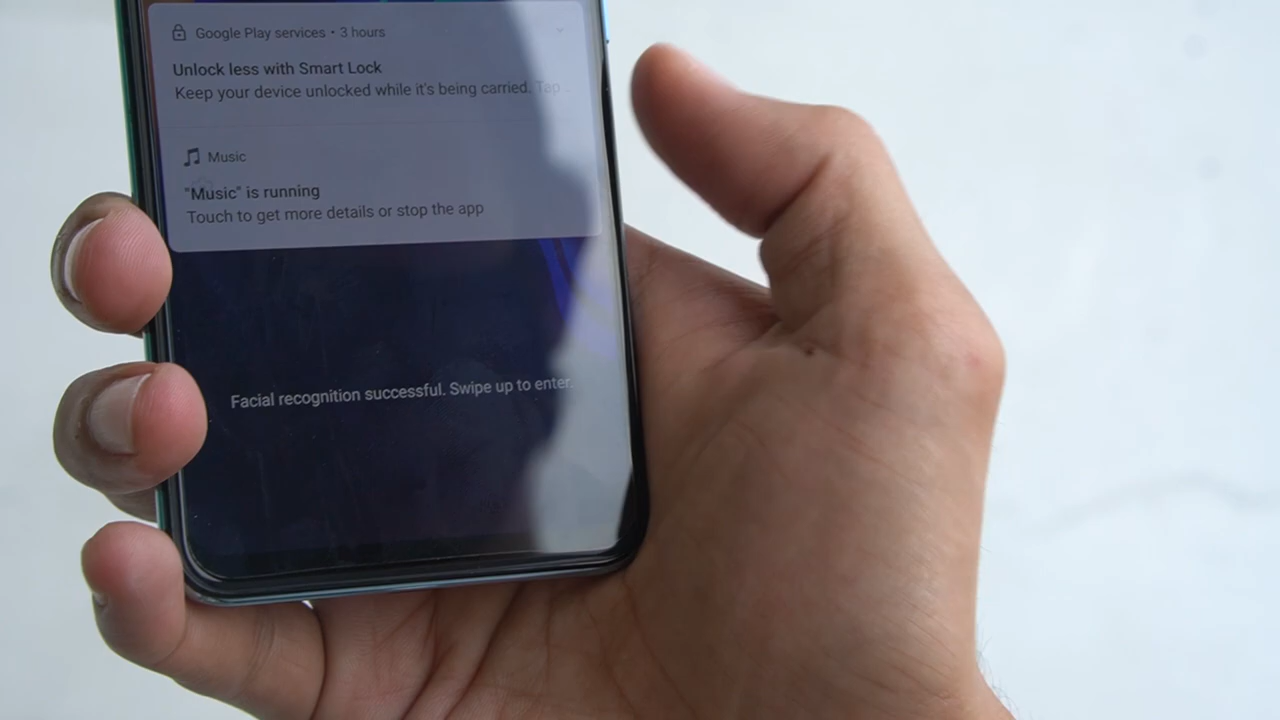 Google Play services • 3 hours
Unlock less with Smart Lock
Keep your device unlocked while it's being carried. Tap ...
Music
"Music" is running
Touch to get more details or stop the app
Facial recognition successful. Swipe up to enter.